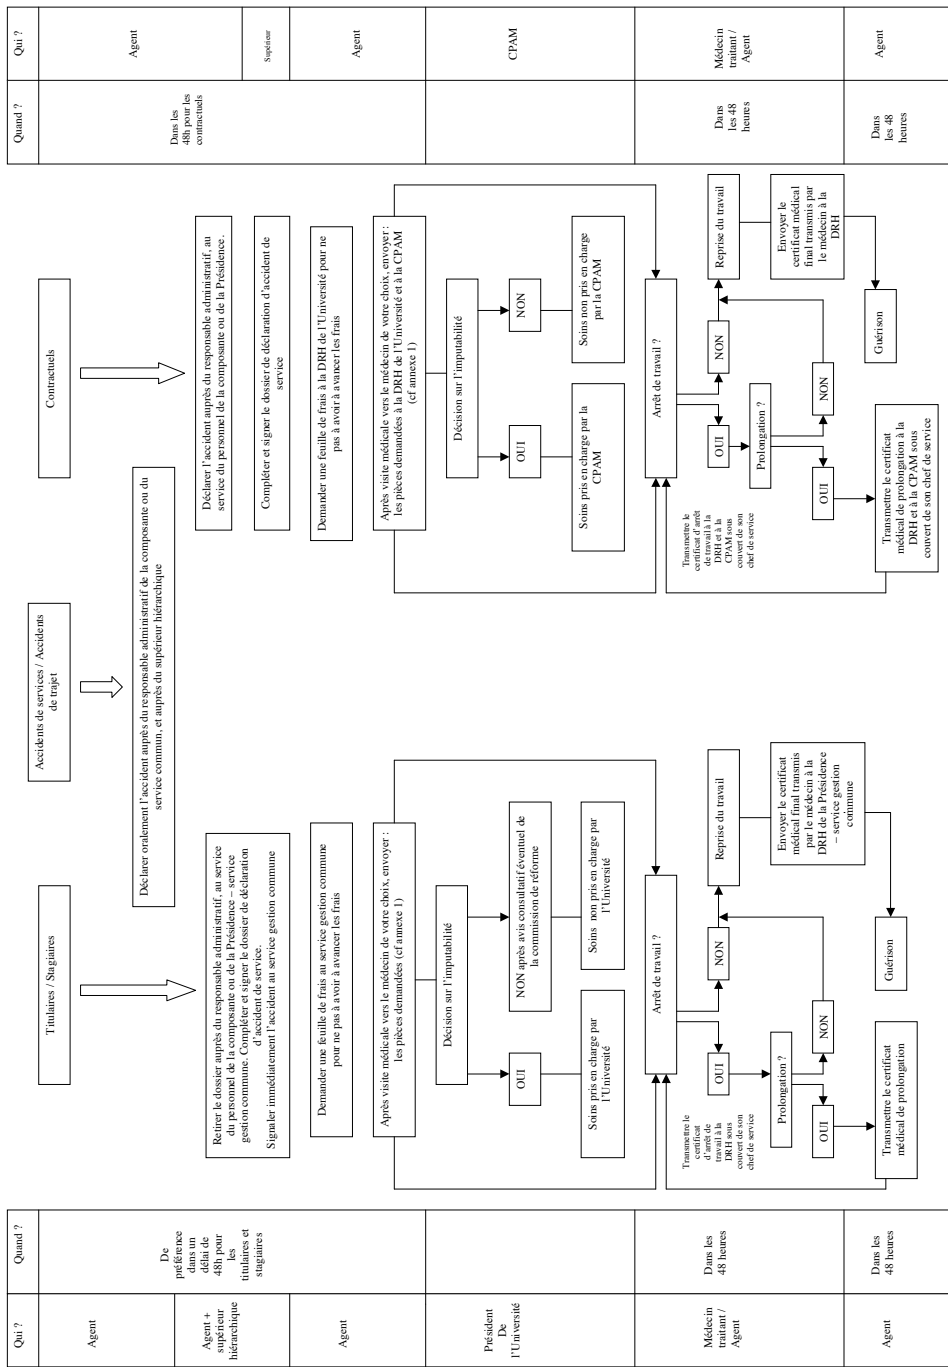 Qui ?
Quand ?
Agent
De
préférence
dans un
délai de
48h pour
les
titulaires et
stagiaires
Agent +
supérieur
hiérarchique
Agent
Président
De
l'Université
Médecin
traitant /
Agent
Dans les
48 heures
Agent
Dans les
48 heures
Accidents de services / Accidents
de trajet
Déclarer oralement l'accident auprès du responsable administratif de la composante ou du
service commun, et auprès du supérieur hiérarchique
Titulaires / Stagiaires
Retirer le dossier auprès du responsable administratif, au service
du personnel de la composante ou de la Présidence – service
gestion commune. Compléter et signer le dossier de déclaration
d'accident de service.
Signaler immédiatement l'accident au service gestion commune
Demander une feuille de frais au service gestion commune
pour ne pas à avoir à avancer les frais
Après visite médicale vers le médecin de votre choix, envoyer :
les pièces demandées (cf annexe 1)
Décision sur l'imputabilité
OUI
NON après avis consultatif éventuel de
la commission de réforme
Soins pris en charge par
l'Université
Soins non pris en charge par
l'Université
Arrêt de travail ?
Transmettre le
certificat
d'arrêt de
travail à la
DRH sous
couvert de son
chef de service
OUI
NON
Reprise du travail
Prolongation ?
OUI
NON
Envoyer le certificat
médical final transmis
par le médecin à la
DRH de la Présidence
– service gestion
commune
Transmettre le certificat
médical de prolongation
Guérison
Contractuels
Déclarer l'accident auprès du responsable administratif, au
service du personnel de la composante ou de la Présidence.
Compléter et signer le dossier de déclaration d'accident de
service
Demander une feuille de frais à la DRH de l'Université pour ne
pas à avoir à avancer les frais
Après visite médicale vers le médecin de votre choix, envoyer :
les pièces demandées à la DRH de l'Université et à la CPAM
(cf annexe 1)
Décision sur l'imputabilité
OUI
NON
Soins pris en charge par la
CPAM
Soins non pris en charge
par la CPAM
Arrêt de travail ?
Transmettre le
certificat d'arrêt
de travail à la
DRH et à la
CPAM sous
couvert de son
chef de service
OUI
NON
Reprise du travail
Prolongation ?
OUI
NON
Envoyer le
certificat médical
final transmis par
le médecin à la
DRH
Transmettre le certificat
médical de prolongation à la
DRH et à la CPAM sous
couvert de son chef de service
Guérison
Quand ?
Qui ?
Dans les
48h pour les
contractuels
Agent
Supérieur
Agent
CPAM
Dans
les 48
heures
Médecin
traitant /
Agent
Dans
les 48
heures
Agent